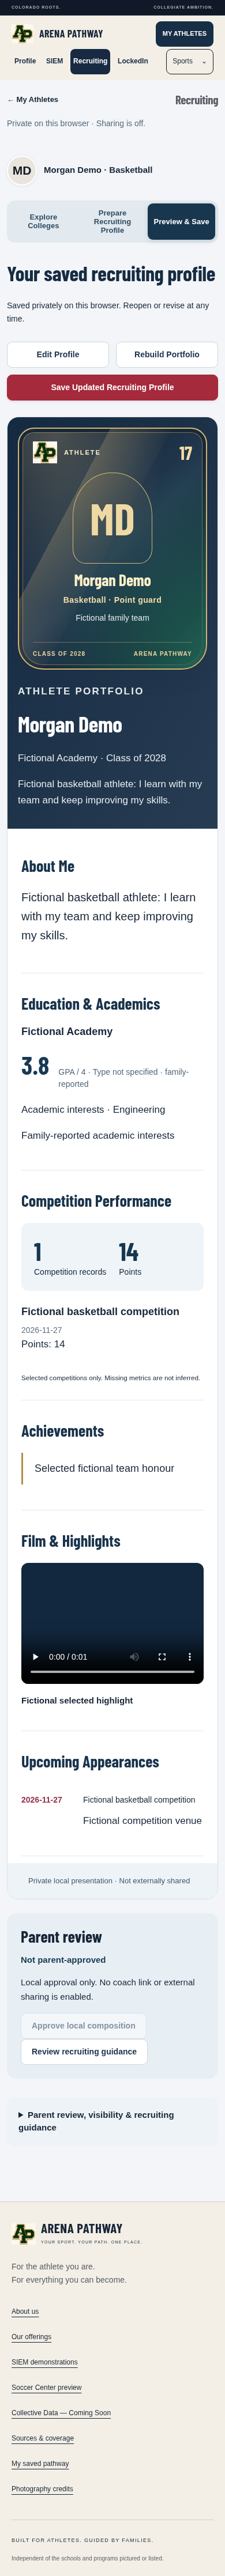 COLORADO ROOTS.
COLLEGIATE AMBITION.
AP
ARENA PATHWAY
MY ATHLETES
Profile
SIEM
Recruiting
LockedIn
Sports
← My Athletes
Recruiting
Private on this browser · Sharing is off.
MD
Morgan Demo · Basketball
Explore
Colleges
Prepare
Recruiting
Profile
Preview & Save
Your saved recruiting profile
Saved privately on this browser. Reopen or revise at any
time.
Edit Profile
Rebuild Portfolio
Save Updated Recruiting Profile
AP
ATHLETE
17
MD
Morgan Demo
Basketball · Point guard
Fictional family team
CLASS OF 2028
ARENA PATHWAY
ATHLETE PORTFOLIO
Morgan Demo
Fictional Academy · Class of 2028
Fictional basketball athlete: I learn with my
team and keep improving my skills.
About Me
Fictional basketball athlete: I learn
with my team and keep improving
my skills.
Education & Academics
Fictional Academy
3.8
GPA / 4 · Type not specified · family-
reported
Academic interests · Engineering
Family-reported academic interests
Competition Performance
1
Competition records
14
Points
Fictional basketball competition
2026-11-27
Points: 14
Selected competitions only. Missing metrics are not inferred.
Achievements
Selected fictional team honour
Film & Highlights
0:00 / 0:01
Fictional selected highlight
Upcoming Appearances
2026-11-27
Fictional basketball competition
Fictional competition venue
Private local presentation · Not externally shared
Parent review
Not parent-approved
Local approval only. No coach link or external
sharing is enabled.
Approve local composition
Review recruiting guidance
Parent review, visibility & recruiting
guidance
AP
ARENA PATHWAY
YOUR SPORT. YOUR PATH. ONE PLACE.
For the athlete you are.
For everything you can become.
About us
Our offerings
SIEM demonstrations
Soccer Center preview
Collective Data — Coming Soon
Sources & coverage
My saved pathway
Photography credits
BUILT FOR ATHLETES. GUIDED BY FAMILIES.
Independent of the schools and programs pictured or listed.